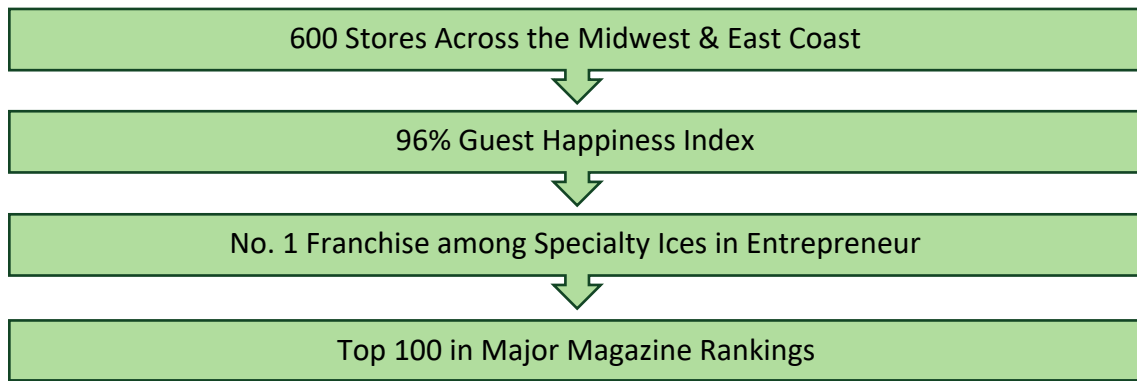 600 Stores Across the Midwest & East Coast
96% Guest Happiness Index
No. 1 Franchise among Specialty Ices in Entrepreneur
Top 100 in Major Magazine Rankings